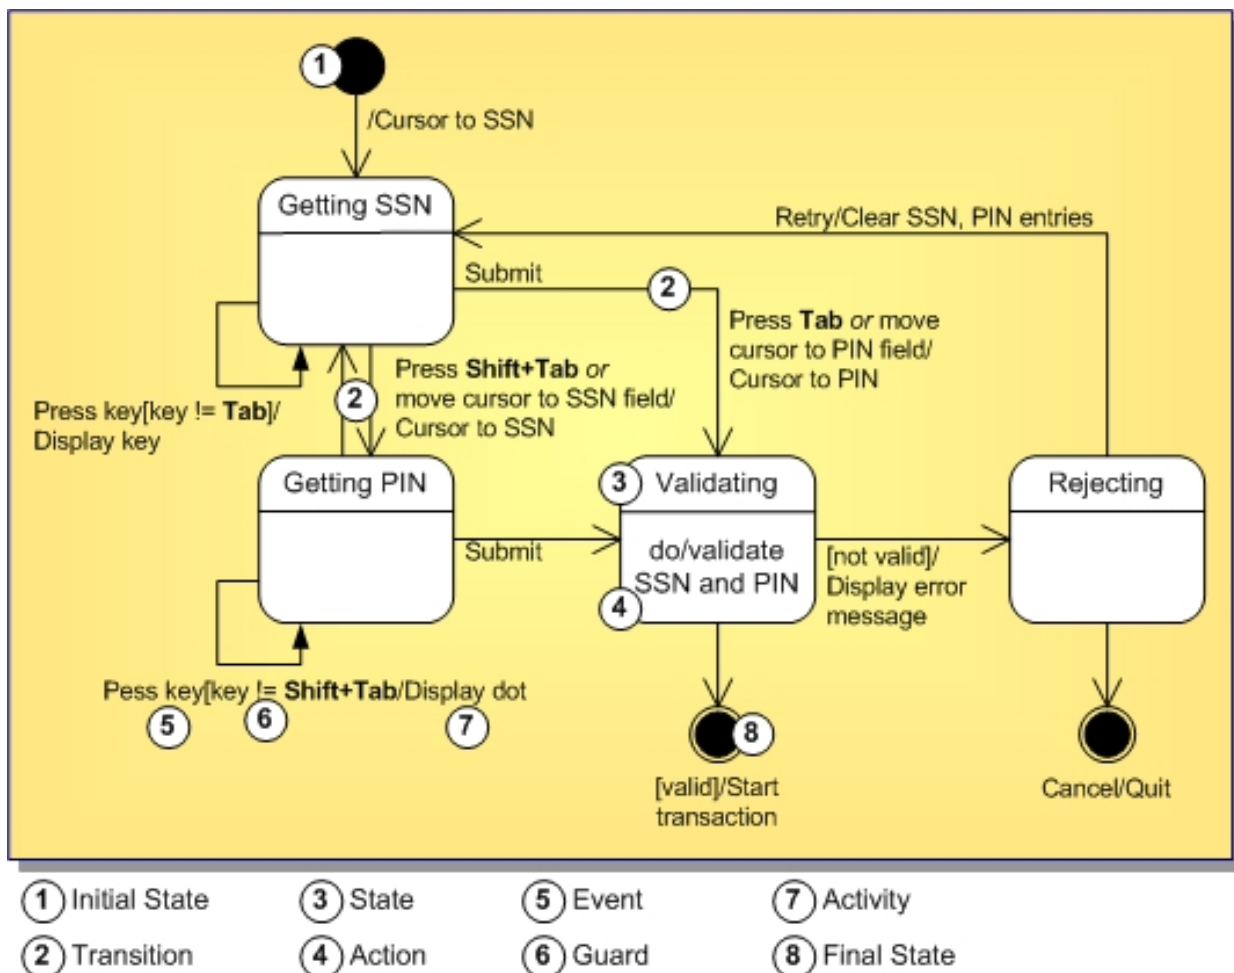 1
/Cursor to SSN
Getting SSN
Retry/Clear SSN, PIN entries
Submit
2
Press Tab or move
cursor to PIN field/
Cursor to PIN
Press Shift+Tab or
move cursor to SSN field/
Cursor to SSN
2
Press key[key != Tab]/
Display key
Getting PIN
3
Validating
Rejecting
Submit
do/validate
SSN and PIN
4
[not valid]/
Display error
message
Pess key[key != Shift+Tab/Display dot
5
6
7
8
[valid]/Start
transaction
Cancel/Quit
1 Initial State
3 State
5 Event
7 Activity
2 Transition
4 Action
6 Guard
8 Final State